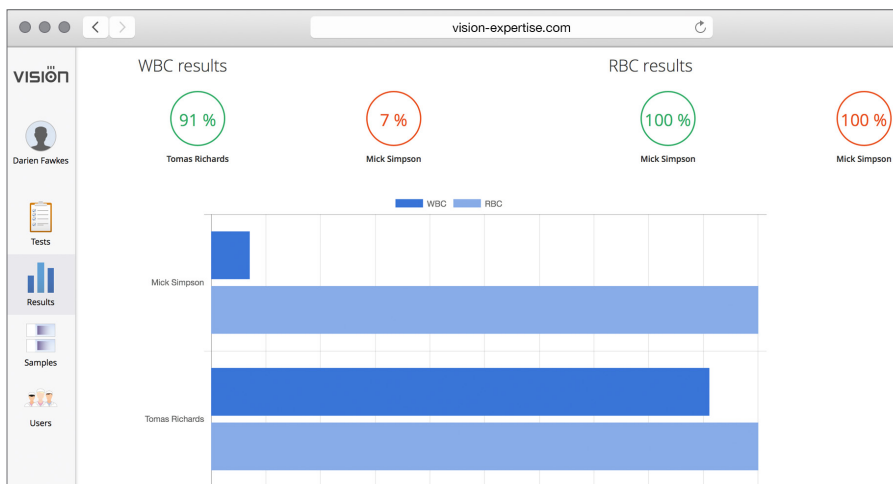 vision-expertise.com
vision
WBC results
RBC results
91 %
7 %
100 %
100 %
Tomas Richards
Mick Simpson
Mick Simpson
Mick Simpson
Darien Fawkes
Tests
Results
Samples
Users
WBC
RBC
Mick Simpson
Tomas Richards